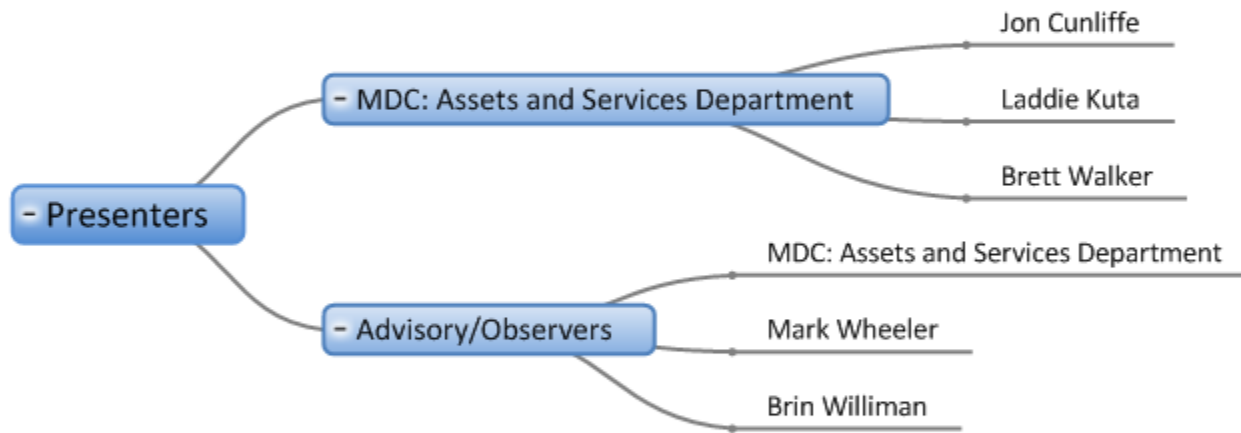 Presenters
- MDC: Assets and Services Department
Jon Cunliffe
Laddie Kuta
Brett Walker
- Advisory/Observers
MDC: Assets and Services Department
Mark Wheeler
Brin Williman